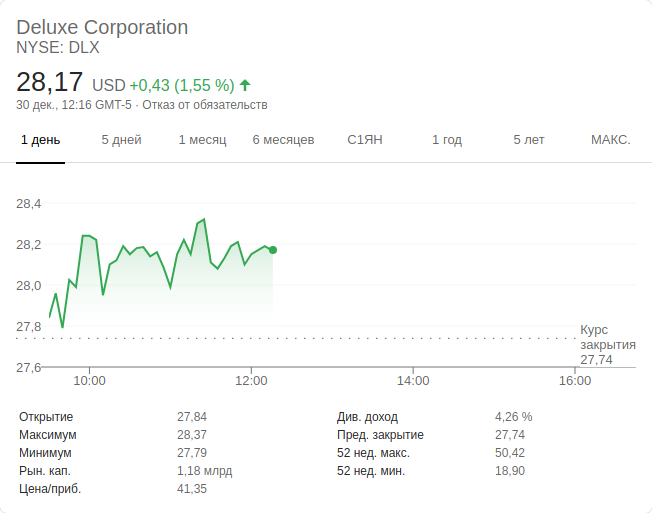 Deluxe Corporation
NYSE: DLX
28,17 USD +0,43 (1,55 %)
30 дек., 12:16 GMT-5 · Отказ от обязательств
1 день 5 дней 1 месяц 6 месяцев С1ЯН 1 год 5 лет МАКС.
28,4
28,2
28,0
27,8
Курс
закрытия
27,74
27,6
10:00 12:00 14:00 16:00
Открытие 27,84 Див. доход 4,26 %
Максимум 28,37 Пред. закрытие 27,74
Минимум 27,79 52 нед. макс. 50,42
Рын. кап. 1,18 млрд 52 нед. мин. 18,90
Цена/приб. 41,35